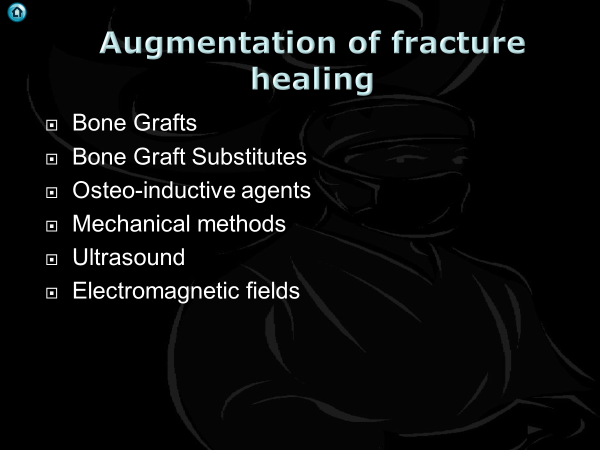 Augmentation of fracture
healing
Bone Grafts
Bone Graft Substitutes
Osteo-inductive agents
Mechanical methods
Ultrasound
Electromagnetic fields